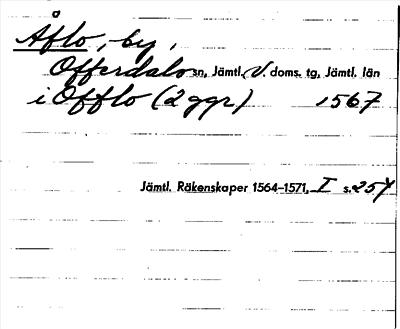 Åflo, by,
Offerdals sn, Jämtl. V. doms. tg, Jämtl. län
i Offlo (2 ggr) 1567
Jämtl. Räkenskaper 1564-1571, I s. 257